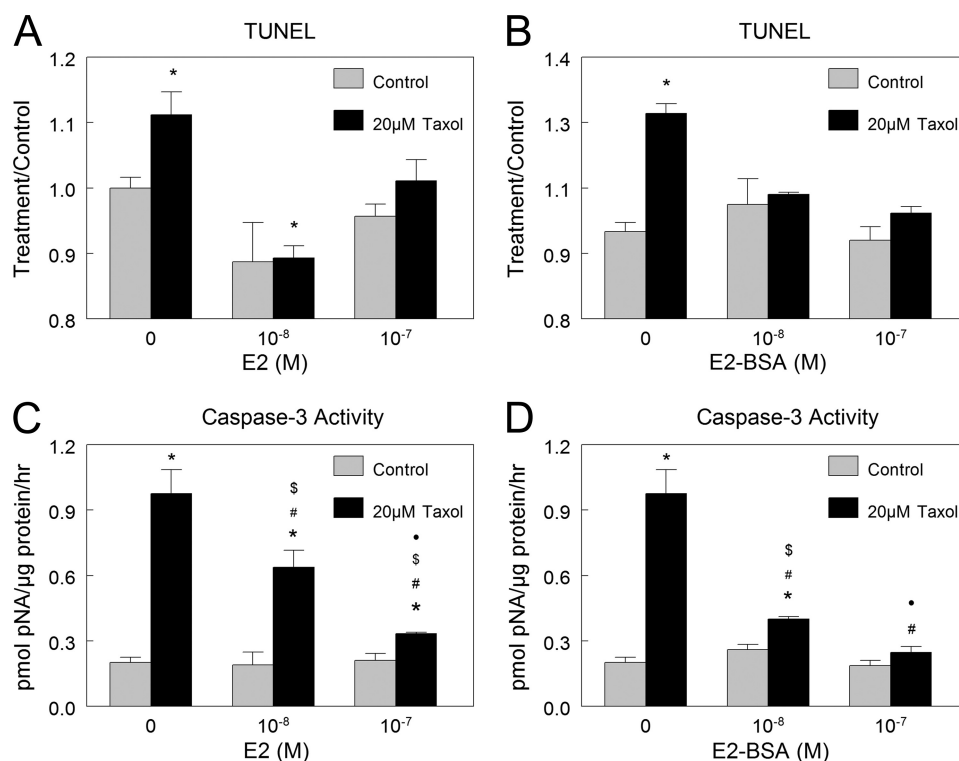 A
TUNEL
Treatment/Control
1.2
1.1
1.0
0.9
0.8
Control
20µM Taxol
*
*
0
10⁻⁸
10⁻⁷
E2 (M)
B
TUNEL
Treatment/Control
1.4
1.3
1.1
0.9
0.8
Control
20µM Taxol
*
0
10⁻⁸
10⁻⁷
E2-BSA (M)
C
Caspase-3 Activity
pmol pNA/µg protein/hr
1.2
0.9
0.6
0.3
0.0
Control
20µM Taxol
*
$
#
*
•
$
#
*
0
10⁻⁸
10⁻⁷
E2 (M)
D
Caspase-3 Activity
pmol pNA/µg protein/hr
1.2
0.9
0.6
0.3
0.0
Control
20µM Taxol
*
$
#
*
•
#
0
10⁻⁸
10⁻⁷
E2-BSA (M)